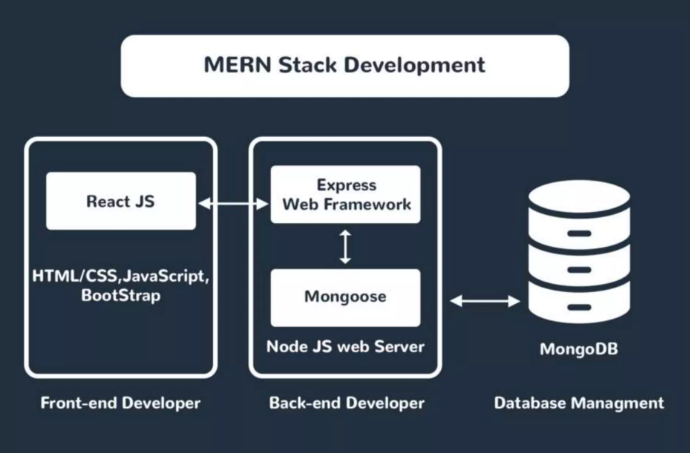 MERN Stack Development
React JS
HTML/CSS,JavaScript,
BootStrap
Front-end Developer
Express
Web Framework
Mongoose
Node JS web Server
Back-end Developer
MongoDB
Database Managment